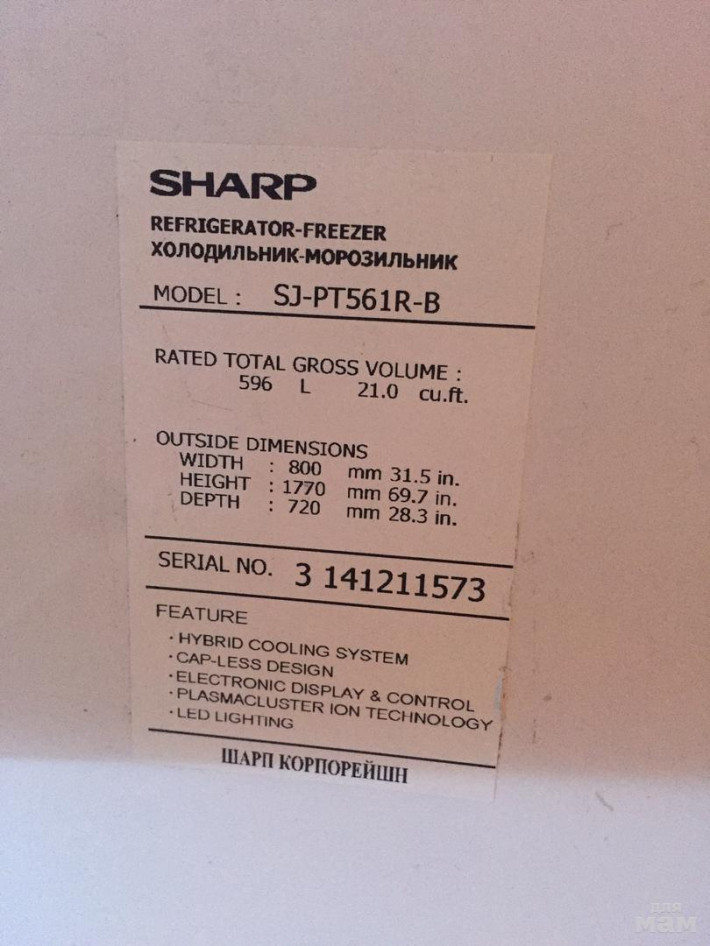 SHARP
REFRIGERATOR-FREEZER
ХОЛОДИЛЬНИК-МОРОЗИЛЬНИК
MODEL : SJ-PT561R-B
RATED TOTAL GROSS VOLUME :
596 L 21.0 cu.ft.
OUTSIDE DIMENSIONS
WIDTH : 800 mm 31.5 in.
HEIGHT : 1770 mm 69.7 in.
DEPTH : 720 mm 28.3 in.
SERIAL NO. 3 141211573
FEATURE
· HYBRID COOLING SYSTEM
· CAP-LESS DESIGN
· ELECTRONIC DISPLAY & CONTROL
· PLASMACLUSTER ION TECHNOLOGY
· LED LIGHTING
ШАРП КОРПОРЕЙШН
для
мам